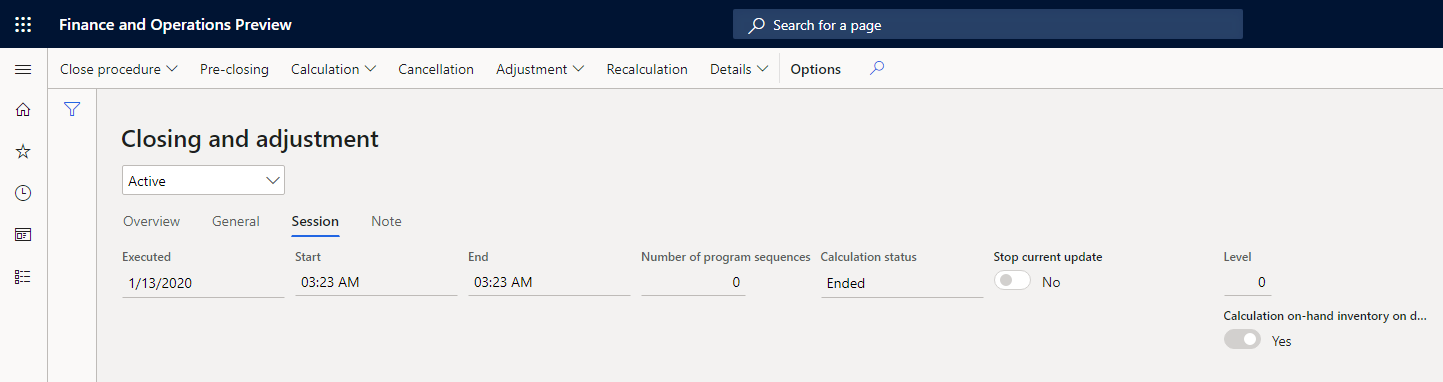 Finance and Operations Preview
Search for a page
Close procedure Pre-closing Calculation Cancellation Adjustment Recalculation Details Options
Closing and adjustment
Active
Overview General Session Note
Executed Start End Number of program sequences Calculation status Stop current update Level
1/13/2020 03:23 AM 03:23 AM 0 Ended No 0
Calculation on-hand inventory on d...
Yes